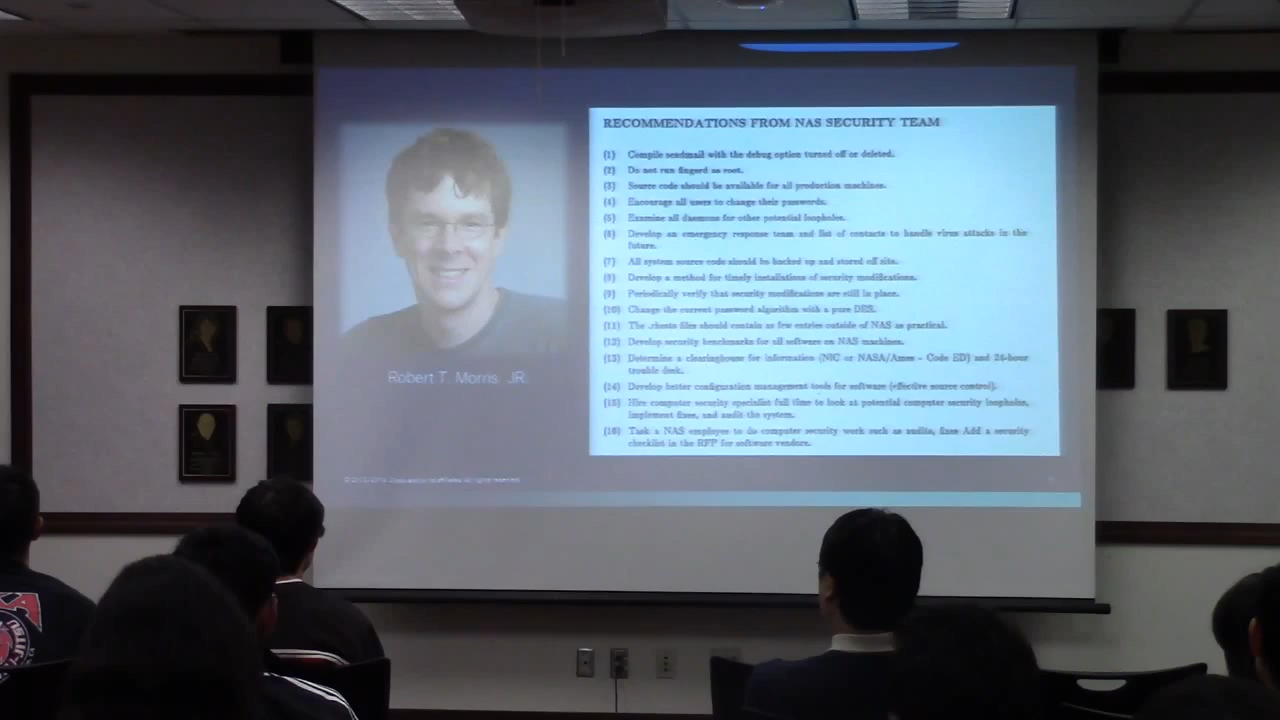 RECOMMENDATIONS FROM NAS SECURITY TEAM
(1) Compile sendmail with the debug option turned off or deleted.
(2) Do not run fingerd as root.
(3) Source code should be available for all production machines.
(4) Encourage all users to change their passwords.
(5) Examine all daemons for other potential loopholes.
(6) Develop an emergency response team and list of contacts to handle virus attacks in the
future.
(7) All system source code should be backed up and stored off site.
(8) Develop a method for timely installations of security modifications.
(9) Periodically verify that security modifications are still in place.
(10) Change the current password algorithm with a pure DES.
(11) The .rhosts files should contain as few entries outside of NAS as practical.
(12) Develop security benchmarks for all software on NAS machines.
(13) Determine a clearinghouse for information (NIC or NASA/Ames - Code ED) and 24-hour
trouble desk.
(14) Develop better configuration management tools for software (effective source control).
(15) Hire computer security specialist full time to look at potential computer security loopholes,
implement fixes, and audit the system.
(16) Task a NAS employee to do computer security work such as audits, fixes Add a security
checklist in the RFP for software vendors.
Robert T. Morris JR.
All rights reserved.